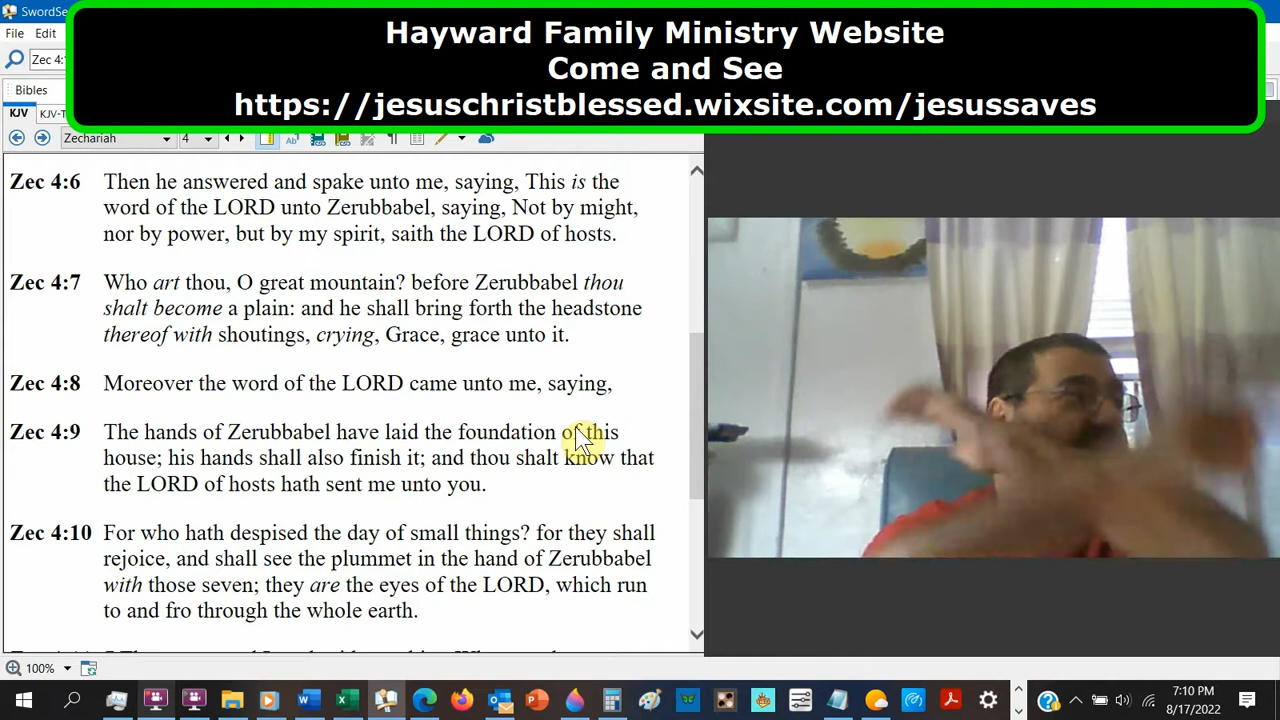 Hayward Family Ministry Website
Come and See
https://jesuschristblessed.wixsite.com/jesussaves
SwordSe
File Edit
Zec 4:
Bibles
KJV KJV-T
Zechariah 4
Zec 4:6 Then he answered and spake unto me, saying, This is the
word of the LORD unto Zerubbabel, saying, Not by might,
nor by power, but by my spirit, saith the LORD of hosts.
Zec 4:7 Who art thou, O great mountain? before Zerubbabel thou
shalt become a plain: and he shall bring forth the headstone
thereof with shoutings, crying, Grace, grace unto it.
Zec 4:8 Moreover the word of the LORD came unto me, saying,
Zec 4:9 The hands of Zerubbabel have laid the foundation of this
house; his hands shall also finish it; and thou shalt know that
the LORD of hosts hath sent me unto you.
Zec 4:10 For who hath despised the day of small things? for they shall
rejoice, and shall see the plummet in the hand of Zerubbabel
with those seven; they are the eyes of the LORD, which run
to and fro through the whole earth.
100%
7:10 PM
8/17/2022